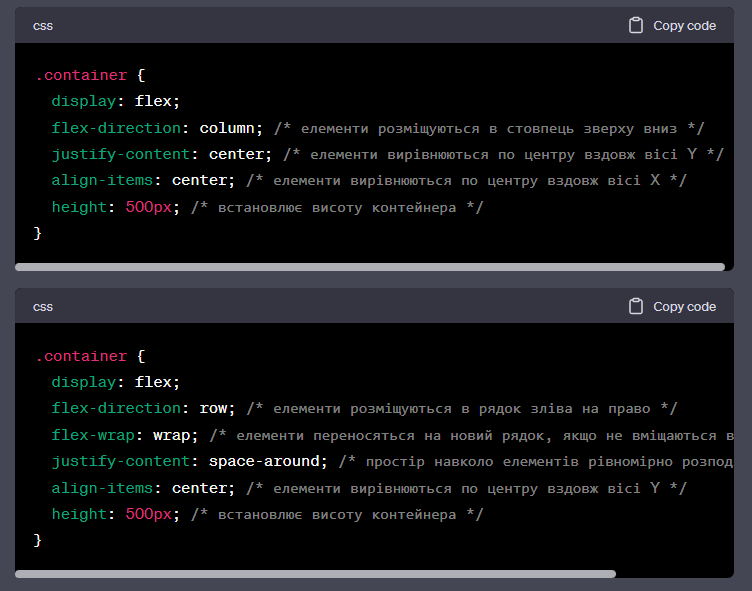 css Copy code
.container {
display: flex;
flex-direction: column; /* елементи розміщуються в стовпець зверху вниз */
justify-content: center; /* елементи вирівнюються по центру вздовж вісі Y */
align-items: center; /* елементи вирівнюються по центру вздовж вісі X */
height: 500px; /* встановлює висоту контейнера */
}
css Copy code
.container {
display: flex;
flex-direction: row; /* елементи розміщуються в рядок зліва на право */
flex-wrap: wrap; /* елементи переносяться на новий рядок, якщо не вміщаються в
justify-content: space-around; /* простір навколо елементів рівномірно розпод
align-items: center; /* елементи вирівнюються по центру вздовж вісі Y */
height: 500px; /* встановлює висоту контейнера */
}